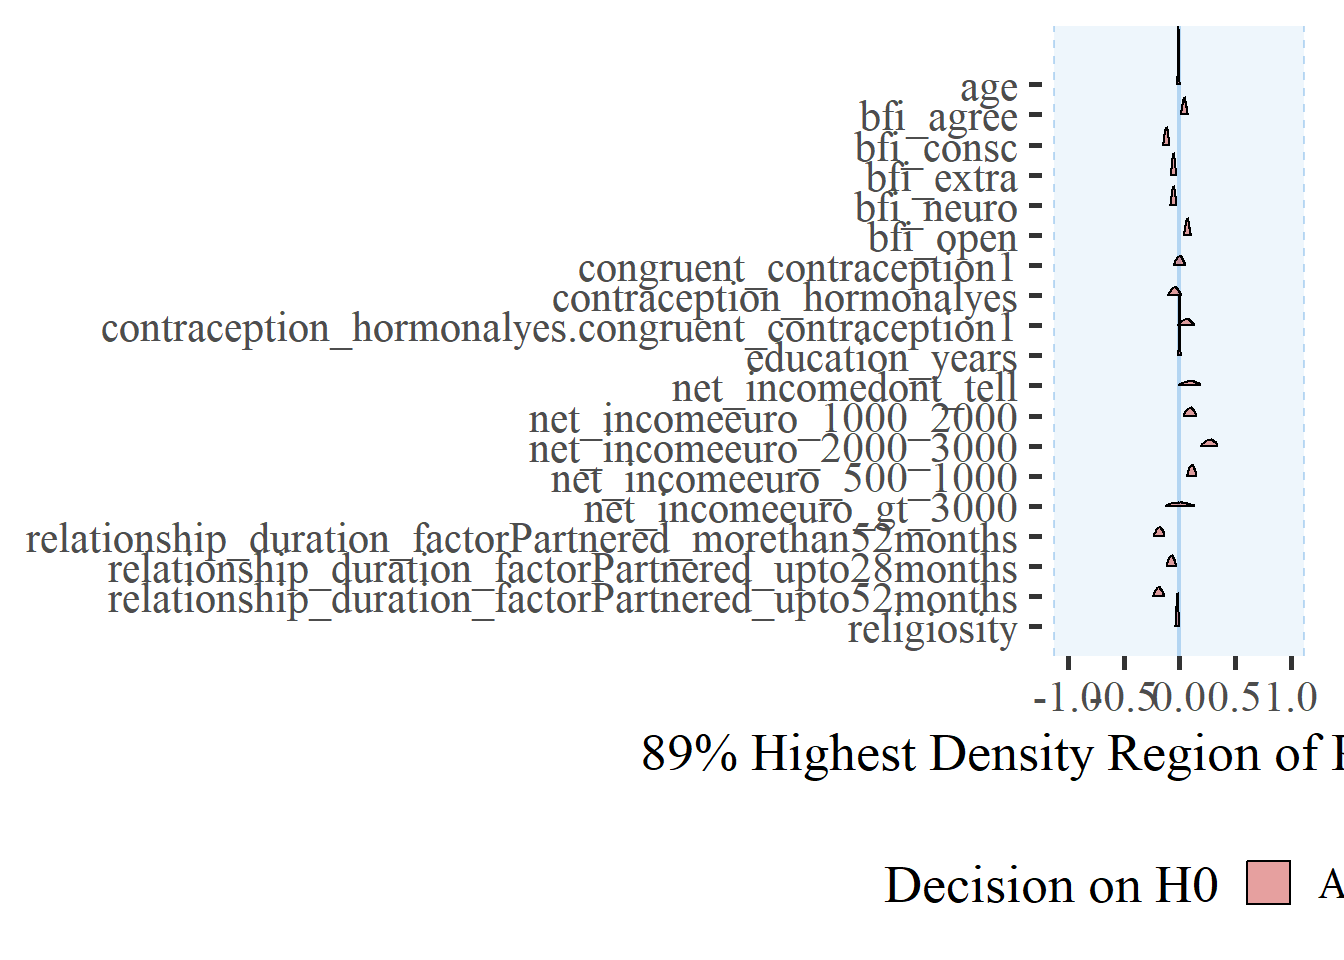 age
bfi_agree
bfi_consc
bfi_extra
bfi_neuro
bfi_open
congruent_contraception1
contraception_hormonalyes
contraception_hormonalyes.congruent_contraception1
education_years
net_incomedont_tell
net_incomeeuro_1000_2000
net_incomeeuro_2000_3000
net_incomeeuro_500_1000
net_incomeeuro_gt_3000
relationship_duration_factorPartnered_morethan52months
relationship_duration_factorPartnered_upto28months
relationship_duration_factorPartnered_upto52months
religiosity
-1.0 -0.5 0.0 0.5 1.0
89% Highest Density Region of
Decision on H0